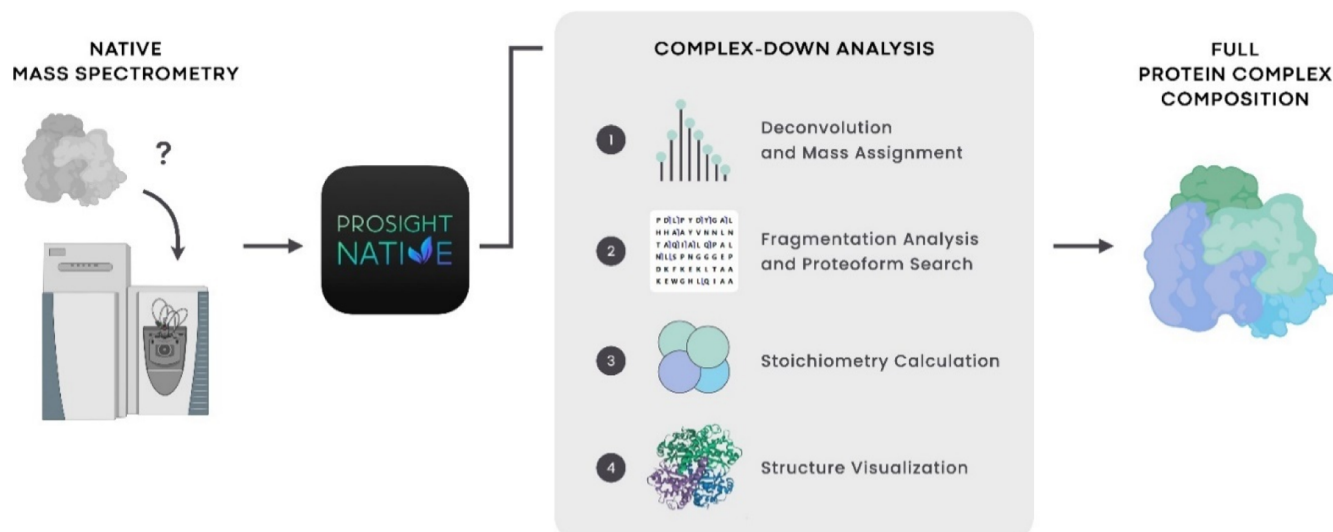 NATIVE
MASS SPECTROMETRY
?
PROSIGHT
NATIVE
COMPLEX-DOWN ANALYSIS
1
Deconvolution
and Mass Assignment
2
Fragmentation Analysis
and Proteoform Search
3
Stoichiometry Calculation
4
Structure Visualization
FULL
PROTEIN COMPLEX
COMPOSITION